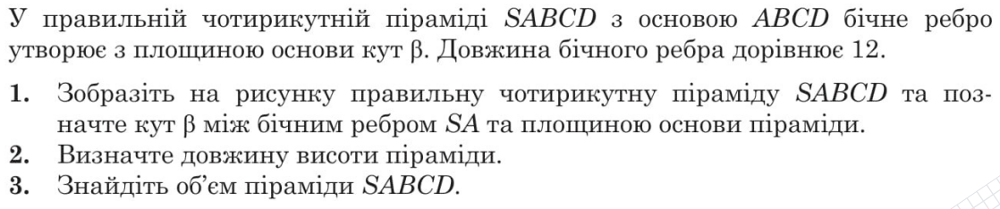 У правильній чотирикутній піраміді SABCD з основою ABCD бічне ребро
утворює з площиною основи кут β. Довжина бічного ребра дорівнює 12.
1. Зобразіть на рисунку правильну чотирикутну піраміду SABCD та поз-
начте кут β між бічним ребром SA та площиною основи піраміди.
2. Визначте довжину висоти піраміди.
3. Знайдіть об’єм піраміди SABCD.